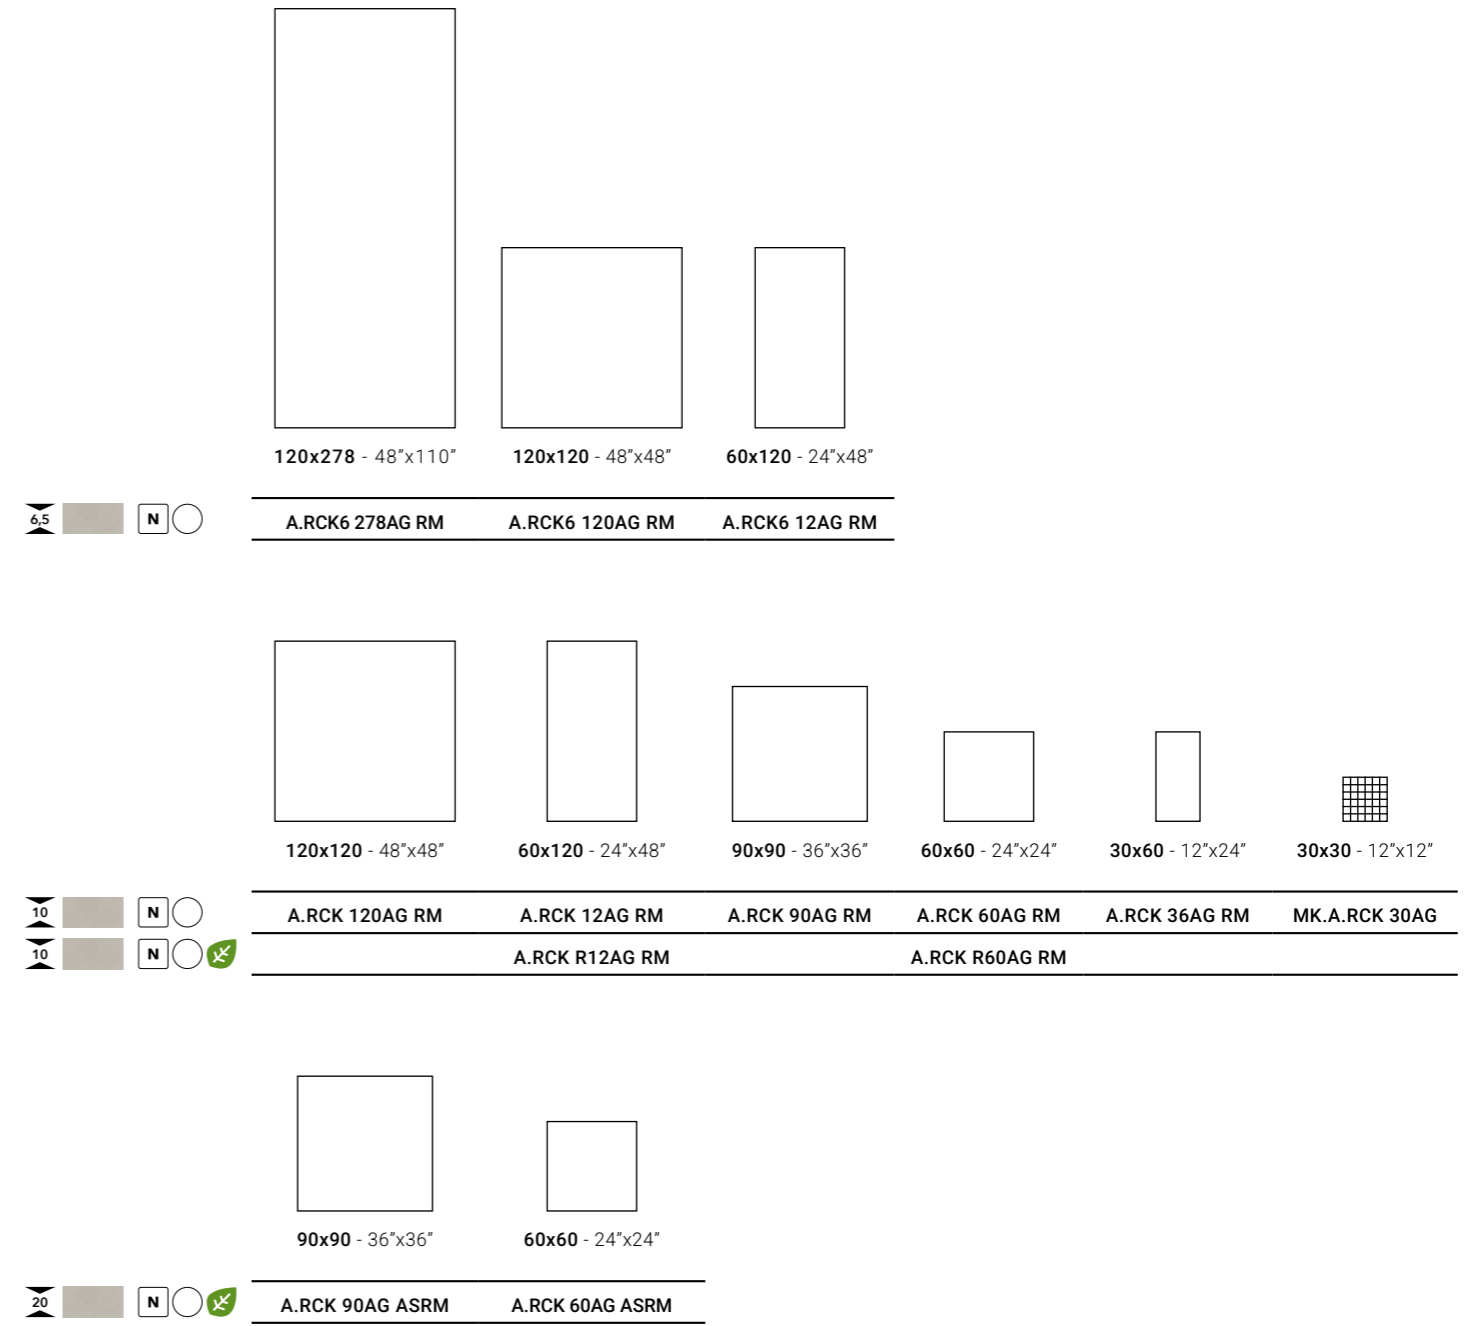 120x278 - 48”x110” 120x120 - 48”x48” 60x120 - 24”x48”
6,5 N A.RCK6 278AG RM A.RCK6 120AG RM A.RCK6 12AG RM
120x120 - 48”x48” 60x120 - 24”x48” 90x90 - 36”x36” 60x60 - 24”x24” 30x60 - 12”x24” 30x30 - 12”x12”
10 N A.RCK 120AG RM A.RCK 12AG RM A.RCK 90AG RM A.RCK 60AG RM A.RCK 36AG RM MK.A.RCK 30AG
10 N A.RCK R12AG RM A.RCK R60AG RM
90x90 - 36”x36” 60x60 - 24”x24”
20 N A.RCK 90AG ASRM A.RCK 60AG ASRM